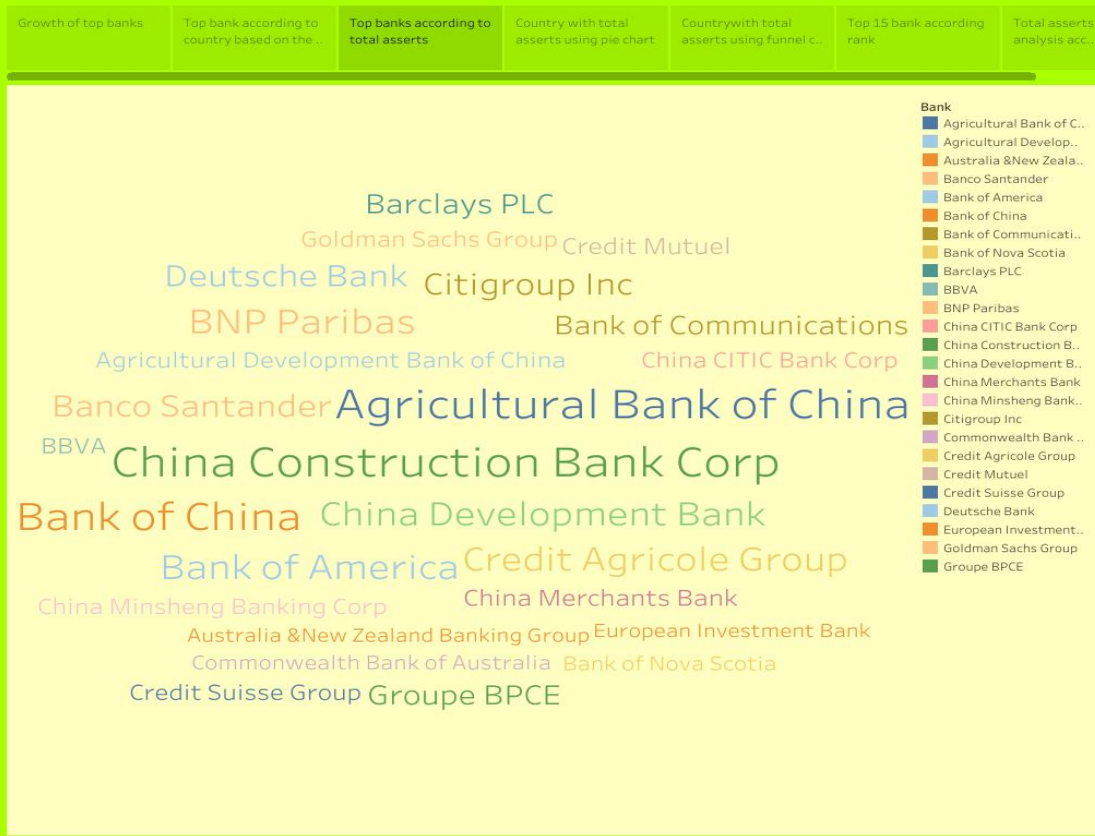 Growth of top banks
Top bank according to
country based on the ..
Top banks according to
total asserts
Country with total
asserts using pie chart
Countrywith total
asserts using funnel c..
Top 15 bank according
rank
Total asserts
analysis acc..
Barclays PLC
Goldman Sachs Group
Credit Mutuel
Deutsche Bank
Citigroup Inc
BNP Paribas
Bank of Communications
Agricultural Development Bank of China
China CITIC Bank Corp
Banco Santander
Agricultural Bank of China
BBVA
China Construction Bank Corp
Bank of China
China Development Bank
Bank of America
Credit Agricole Group
China Minsheng Banking Corp
China Merchants Bank
Australia &New Zealand Banking Group
European Investment Bank
Commonwealth Bank of Australia
Bank of Nova Scotia
Credit Suisse Group
Groupe BPCE
Bank
Agricultural Bank of C..
Agricultural Develop..
Australia &New Zeala..
Banco Santander
Bank of America
Bank of China
Bank of Communicati..
Bank of Nova Scotia
Barclays PLC
BBVA
BNP Paribas
China CITIC Bank Corp
China Construction B..
China Development B..
China Merchants Bank
China Minsheng Bank..
Citigroup Inc
Commonwealth Bank ..
Credit Agricole Group
Credit Mutuel
Credit Suisse Group
Deutsche Bank
European Investment..
Goldman Sachs Group
Groupe BPCE